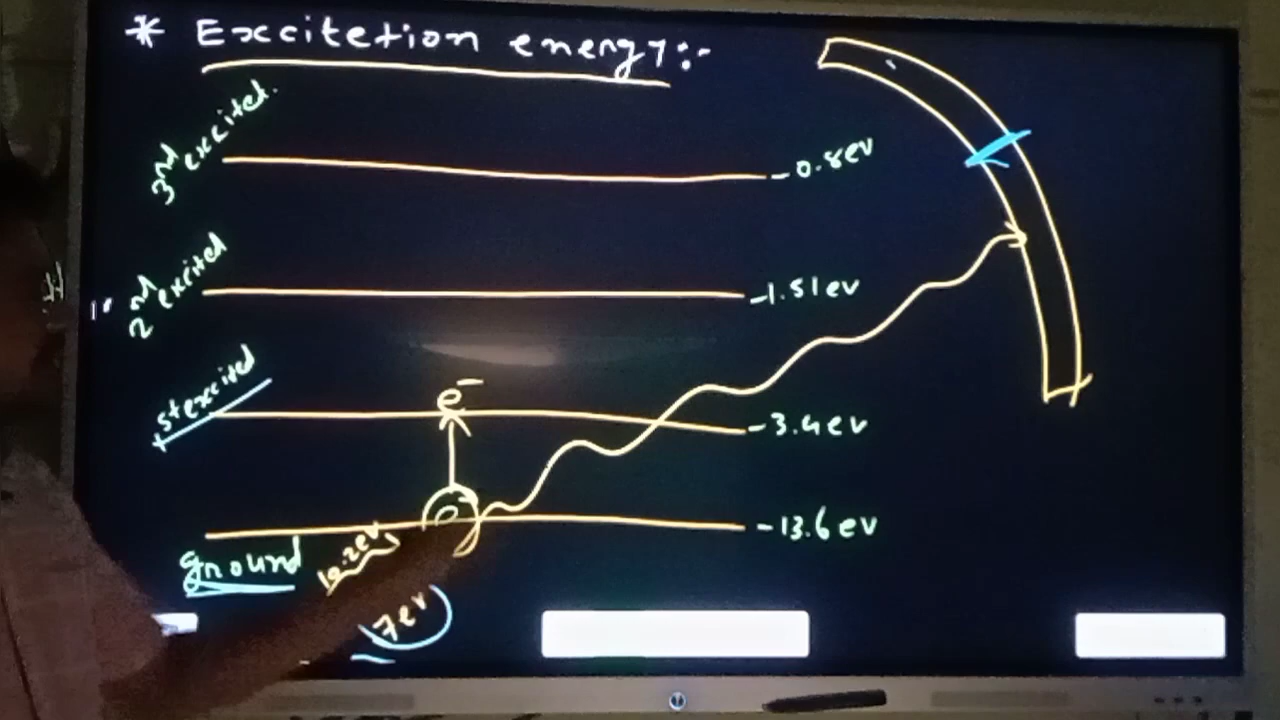 * Excitetion energy:-
3rd excited.
-0.8ev
2nd excited
-1.51ev
1st excited
e-
-3.4ev
e-
-13.6ev
ground
10.2ev
7ev